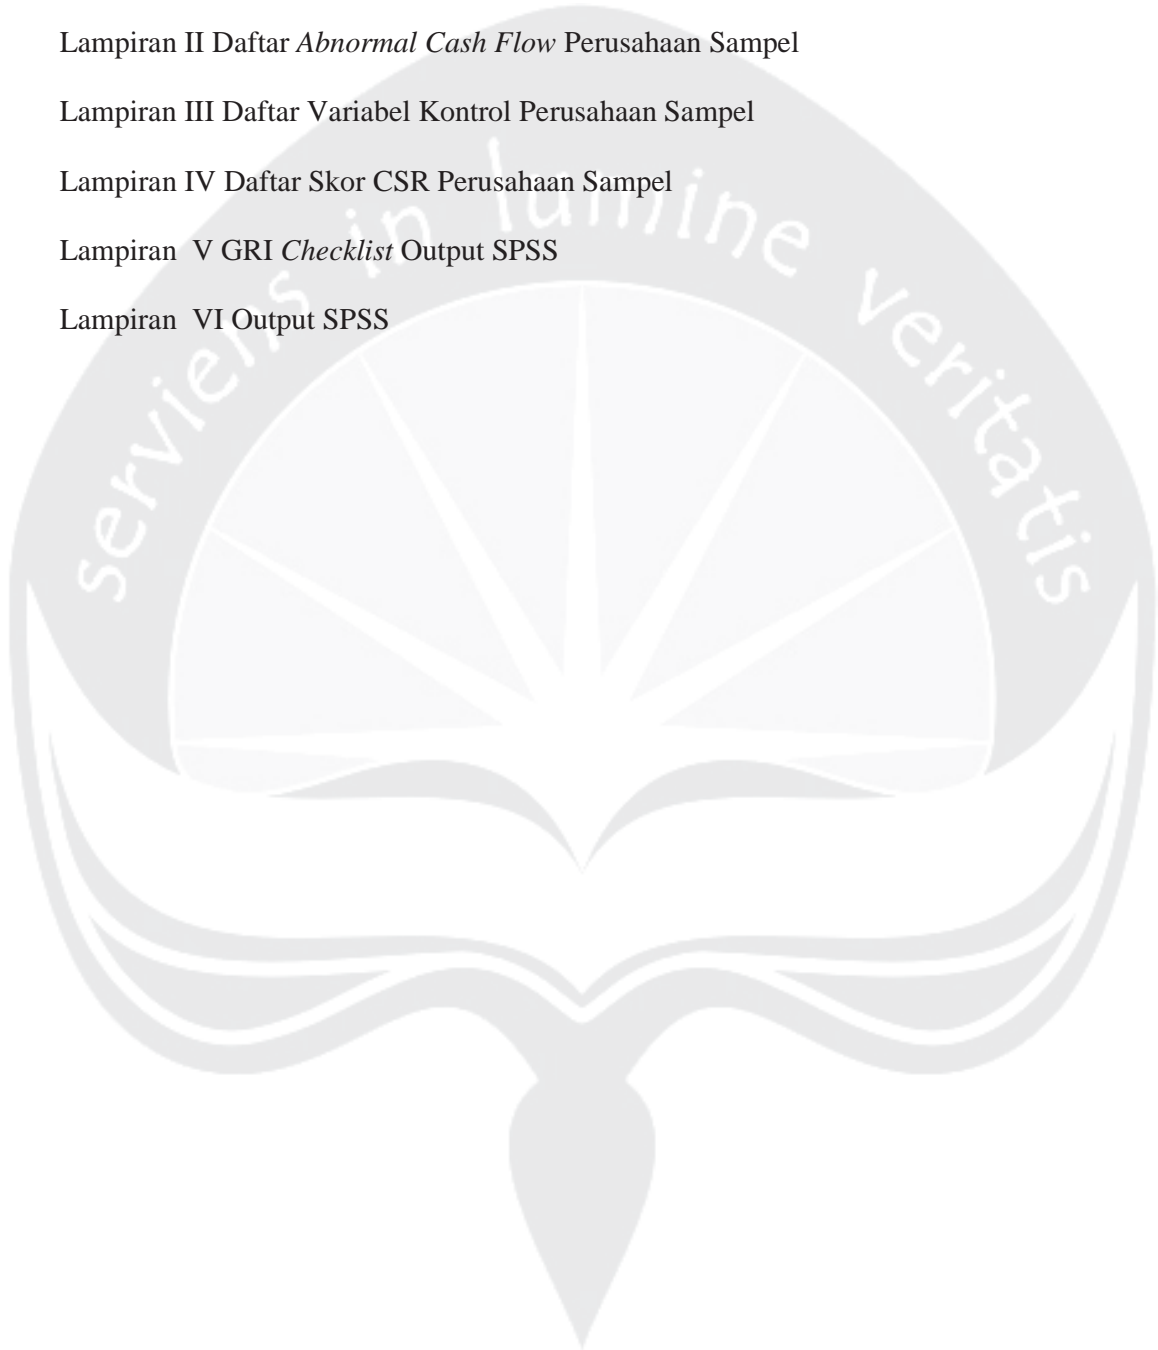 Lampiran II Daftar Abnormal Cash Flow Perusahaan Sampel
Lampiran III Daftar Variabel Kontrol Perusahaan Sampel
Lampiran IV Daftar Skor CSR Perusahaan Sampel
Lampiran  V GRI Checklist Output SPSS
Lampiran  VI Output SPSS
serviens in lumine veritatis